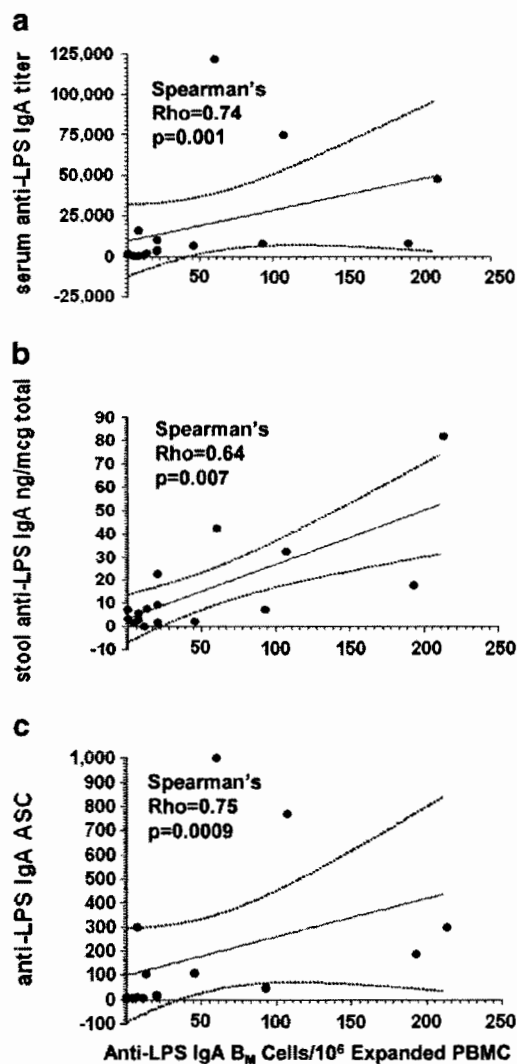 a
125,000
100,000
75,000
50,000
25,000
0
-25,000
serum anti-LPS IgA titer
Spearman's
Rho=0.74
p=0.001
50 100 150 200 250
b
90
80
70
60
50
40
30
20
10
0
-10
stool anti-LPS IgA ng/mcg total
Spearman's
Rho=0.64
p=0.007
50 100 150 200 250
c
1,000
900
800
700
600
500
400
300
200
100
0
-100
anti-LPS IgA ASC
Spearman's
Rho=0.75
p=0.0009
50 100 150 200 250
Anti-LPS IgA BM Cells/10⁶ Expanded PBMC